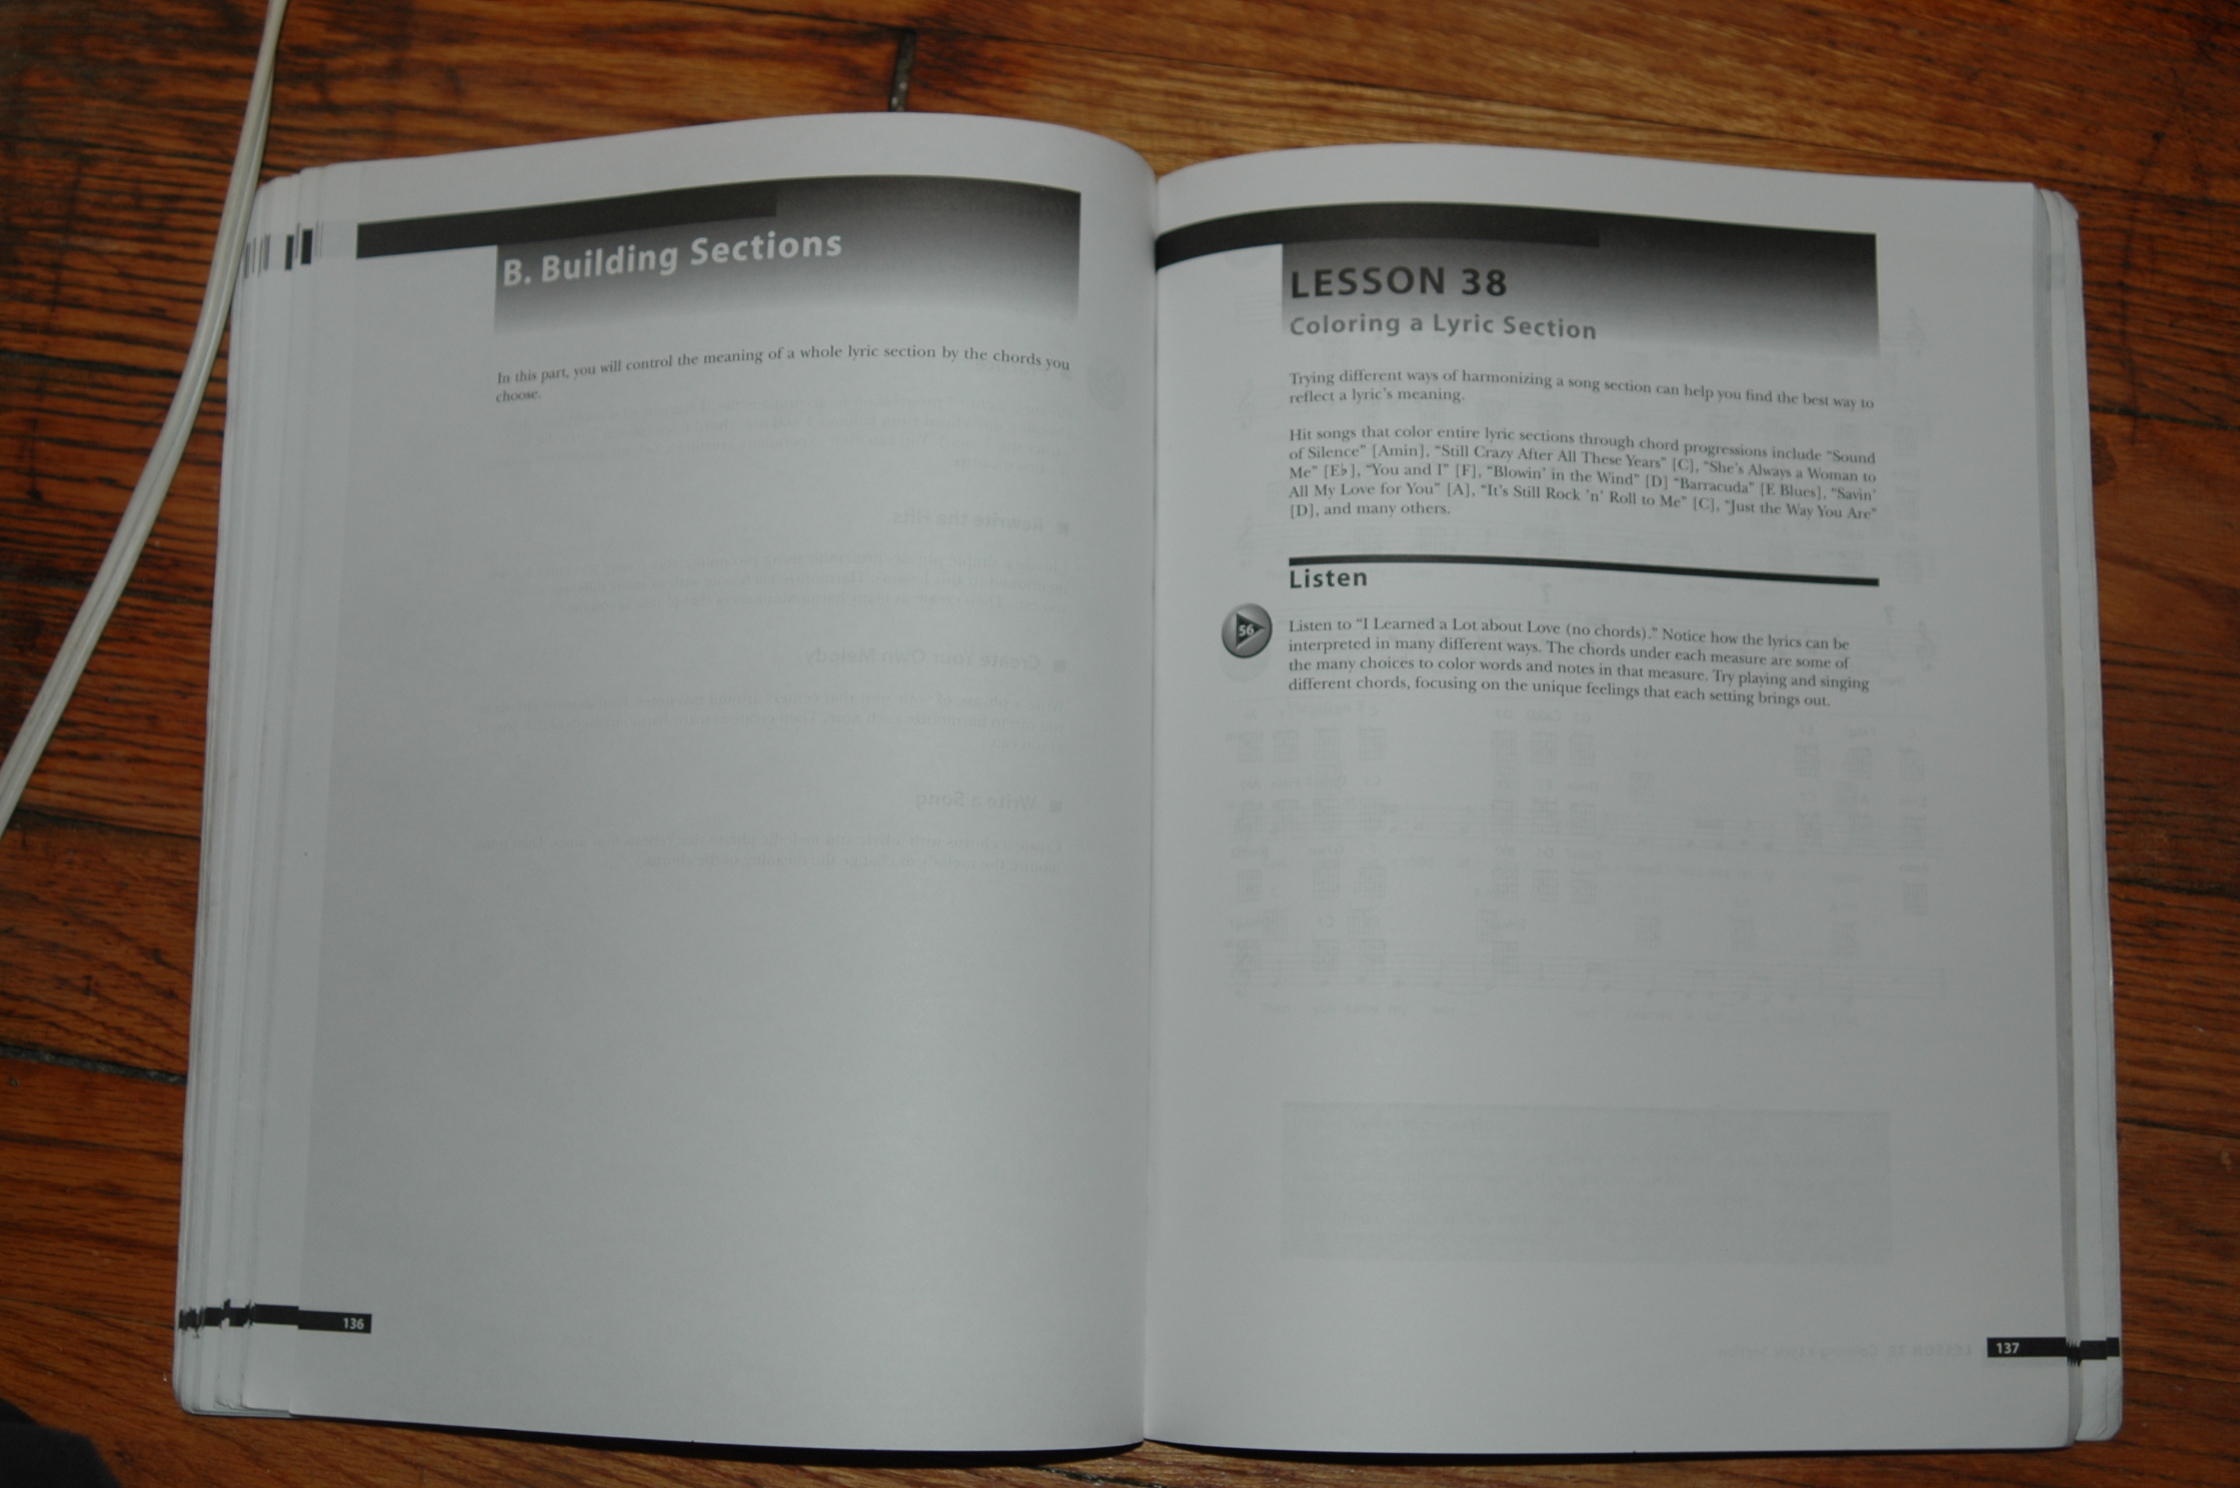 B. Building Sections
In this part, you will control the meaning of a whole lyric section by the chords you
choose.
136
LESSON 38
Coloring a Lyric Section
Trying different ways of harmonizing a song section can help you find the best way to
reflect a lyric's meaning.
Hit songs that color entire lyric sections through chord progressions include “Sound
of Silence” [Amin], “Still Crazy After All These Years” [C], “She's Always a Woman to
Me” [E♭], “You and I” [F], “Blowin' in the Wind” [D] “Barracuda” [E Blues], “Savin'
All My Love for You” [A], “It's Still Rock 'n' Roll to Me” [C], “Just the Way You Are”
[D], and many others.
Listen
56
Listen to “I Learned a Lot about Love (no chords).” Notice how the lyrics can be
interpreted in many different ways. The chords under each measure are some of
the many choices to color words and notes in that measure. Try playing and singing
different chords, focusing on the unique feelings that each setting brings out.
137